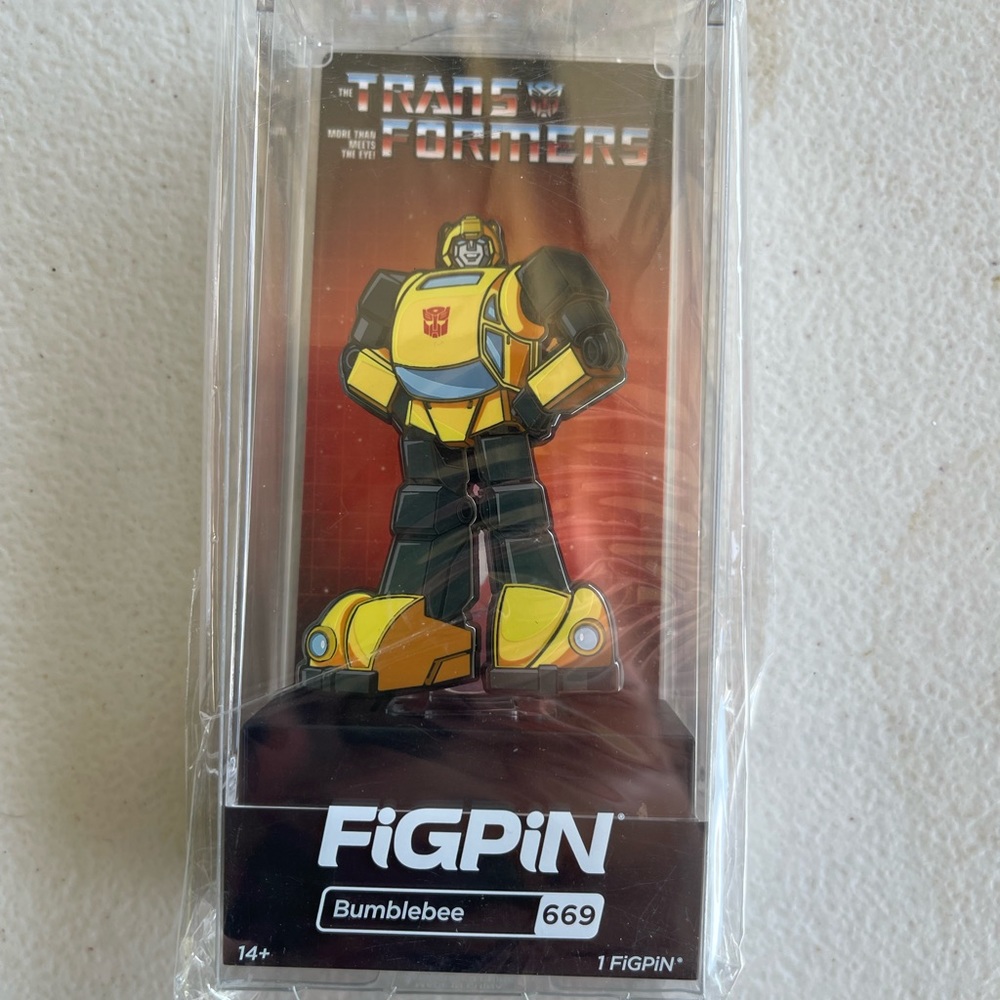 THE TRANS
FORMERS
MORE THAN
MEETS
THE EYE!
FiGPiN®
Bumblebee 669
14+
1 FiGPiN®